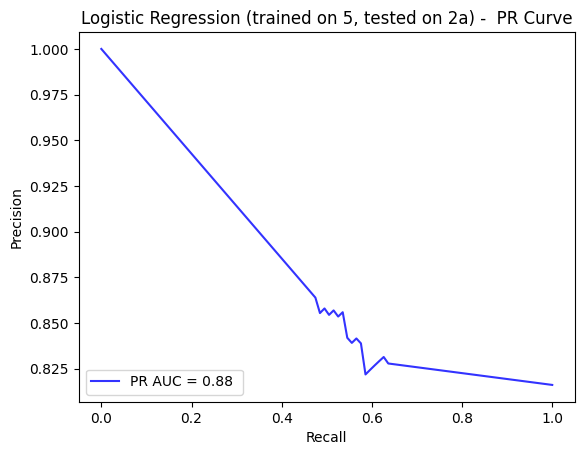 Logistic Regression (trained on 5, tested on 2a) -  PR Curve
1.000
0.975
0.950
0.925
0.900
0.875
0.850
0.825
Precision
PR AUC = 0.88
0.0 0.2 0.4 0.6 0.8 1.0
Recall